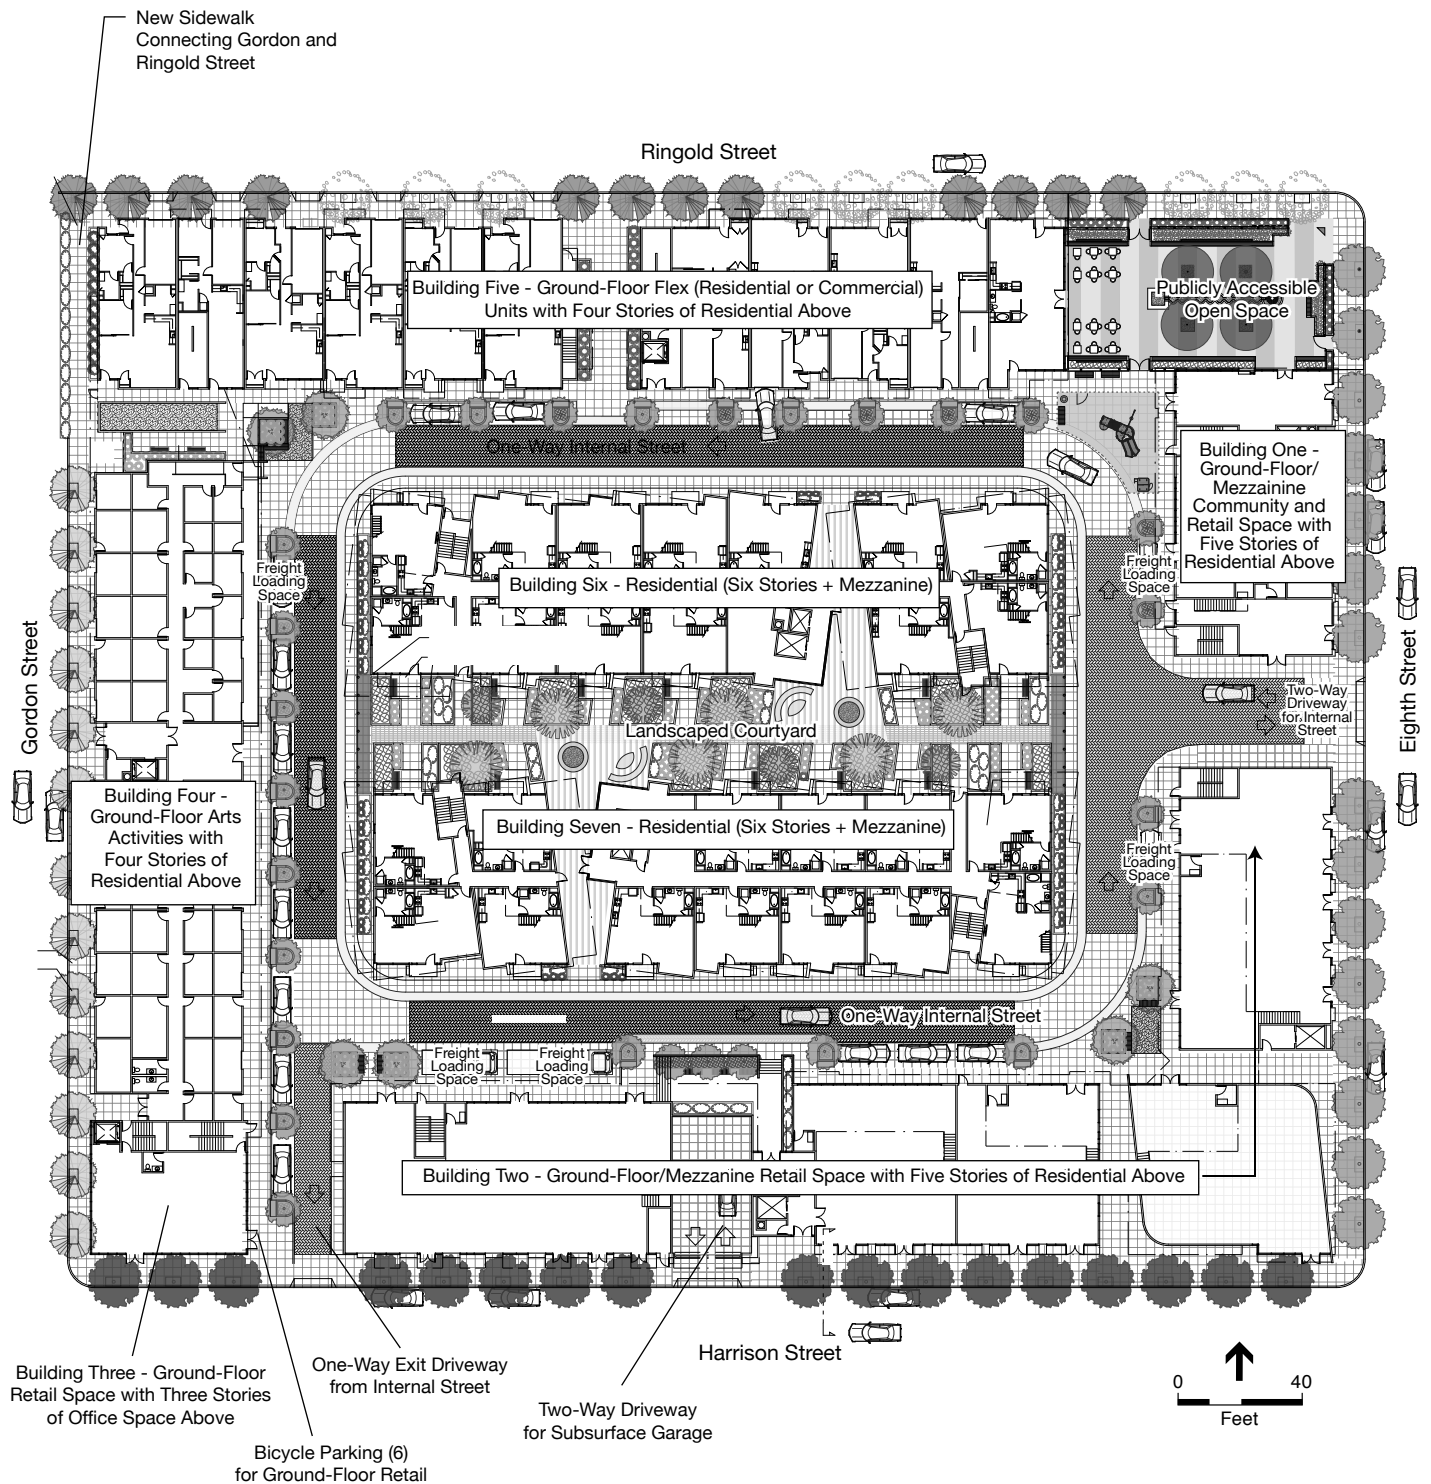 New Sidewalk
Connecting Gordon and
Ringold Street
Ringold Street
Building Five - Ground-Floor Flex (Residential or Commercial)
Units with Four Stories of Residential Above
Publicly Accessible
Open Space
One-Way Internal Street
Building One -
Ground-Floor/
Mezzainine
Community and
Retail Space with
Five Stories of
Residential Above
Freight
Loading
Space
Building Six - Residential (Six Stories + Mezzanine)
Freight
Loading
Space
Gordon Street
Eighth Street
Two-Way
Driveway
for Internal
Street
Landscaped Courtyard
Building Four -
Ground-Floor Arts
Activities with
Four Stories of
Residential Above
Building Seven - Residential (Six Stories + Mezzanine)
Freight
Loading
Space
One-Way Internal Street
Freight
Loading
Space
Freight
Loading
Space
Building Two - Ground-Floor/Mezzanine Retail Space with Five Stories of Residential Above
Harrison Street
Building Three - Ground-Floor
Retail Space with Three Stories
of Office Space Above
One-Way Exit Driveway
from Internal Street
Two-Way Driveway
for Subsurface Garage
Bicycle Parking (6)
for Ground-Floor Retail
0 40
Feet